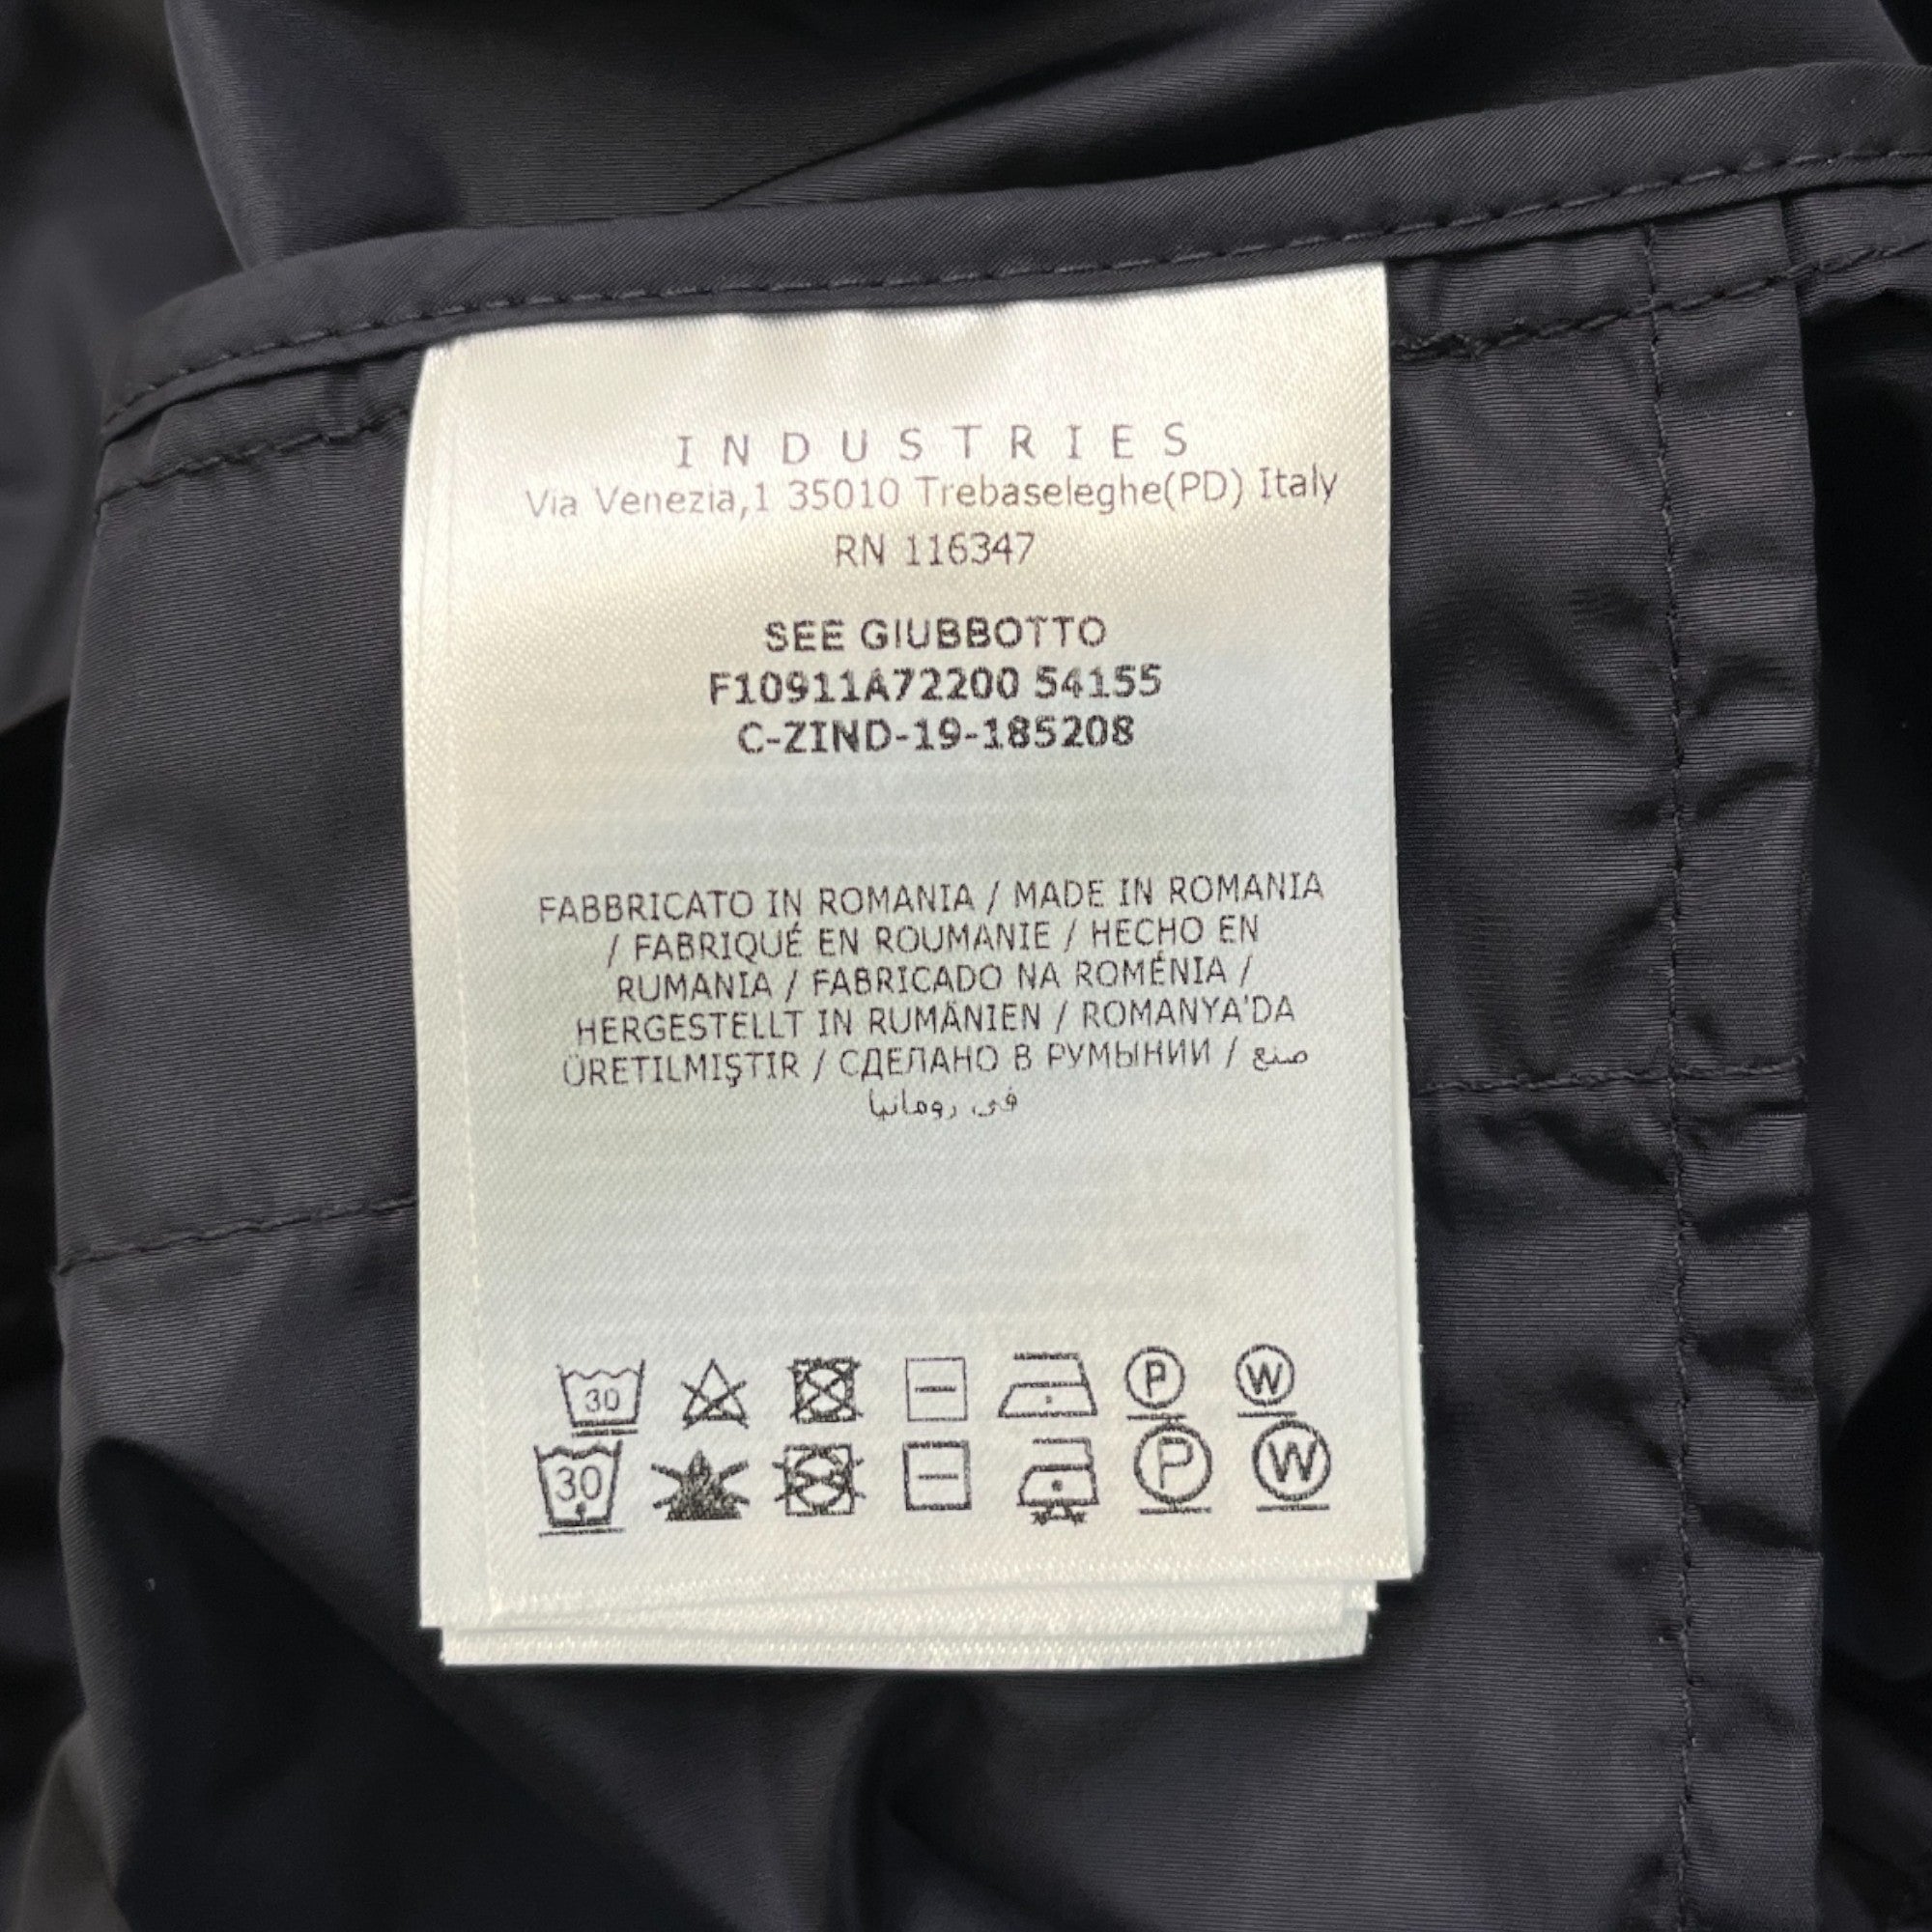 INDUSTRIES
Via Venezia,1 35010 Trebaseleghe(PD) Italy
RN 116347
SEE GIUBBOTTO
F10911A72200 54155
C-ZIND-19-185208
FABBRICATO IN ROMANIA / MADE IN ROMANIA
/ FABRIQUÉ EN ROUMANIE / HECHO EN
RUMANIA / FABRICADO NA ROMÉNIA /
HERGESTELLT IN RUMÄNIEN / ROMANYA'DA
ÜRETILMIŞTIR / СДЕЛАНО В РУМЫНИИ / صنع
في رومانيا
30 P W
30 P W